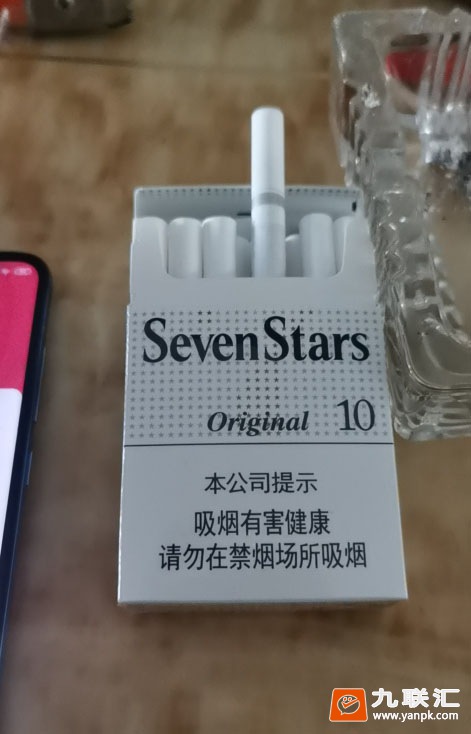 Seven Stars
Original 10
本公司提示
吸烟有害健康
请勿在禁烟场所吸烟
九联汇
www.yanpk.com